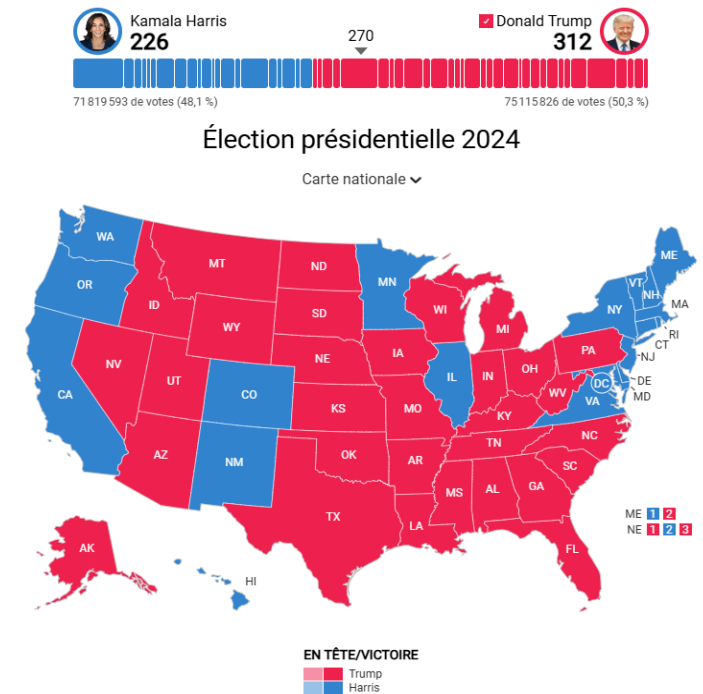 Kamala Harris
226
270
Donald Trump
312
71 819 593 de votes (48,1 %)
75 115 826 de votes (50,3 %)
Élection présidentielle 2024
Carte nationale
WA
OR
CA
NV
ID
MT
WY
UT
AZ
CO
NM
ND
SD
NE
KS
OK
TX
MN
IA
MO
AR
LA
WI
IL
MI
IN
OH
KY
TN
MS
AL
GA
FL
SC
NC
WV
VA
DC
PA
NY
VT
NH
ME
MA
RI
CT
NJ
DE
MD
AK
HI
ME 1 2
NE 1 2 3
EN TÊTE/VICTOIRE
Trump
Harris